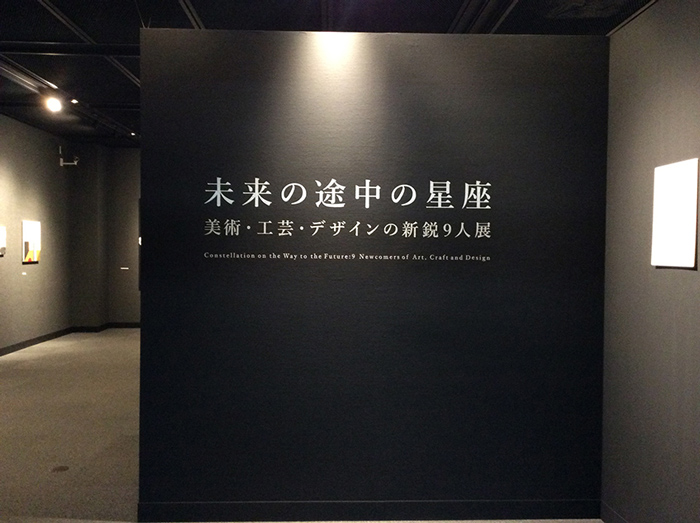 未来の途中の星座
美術・工芸・デザインの新鋭9人展
Constellation on the Way to the Future:9 Newcomers of Art, Craft and Design